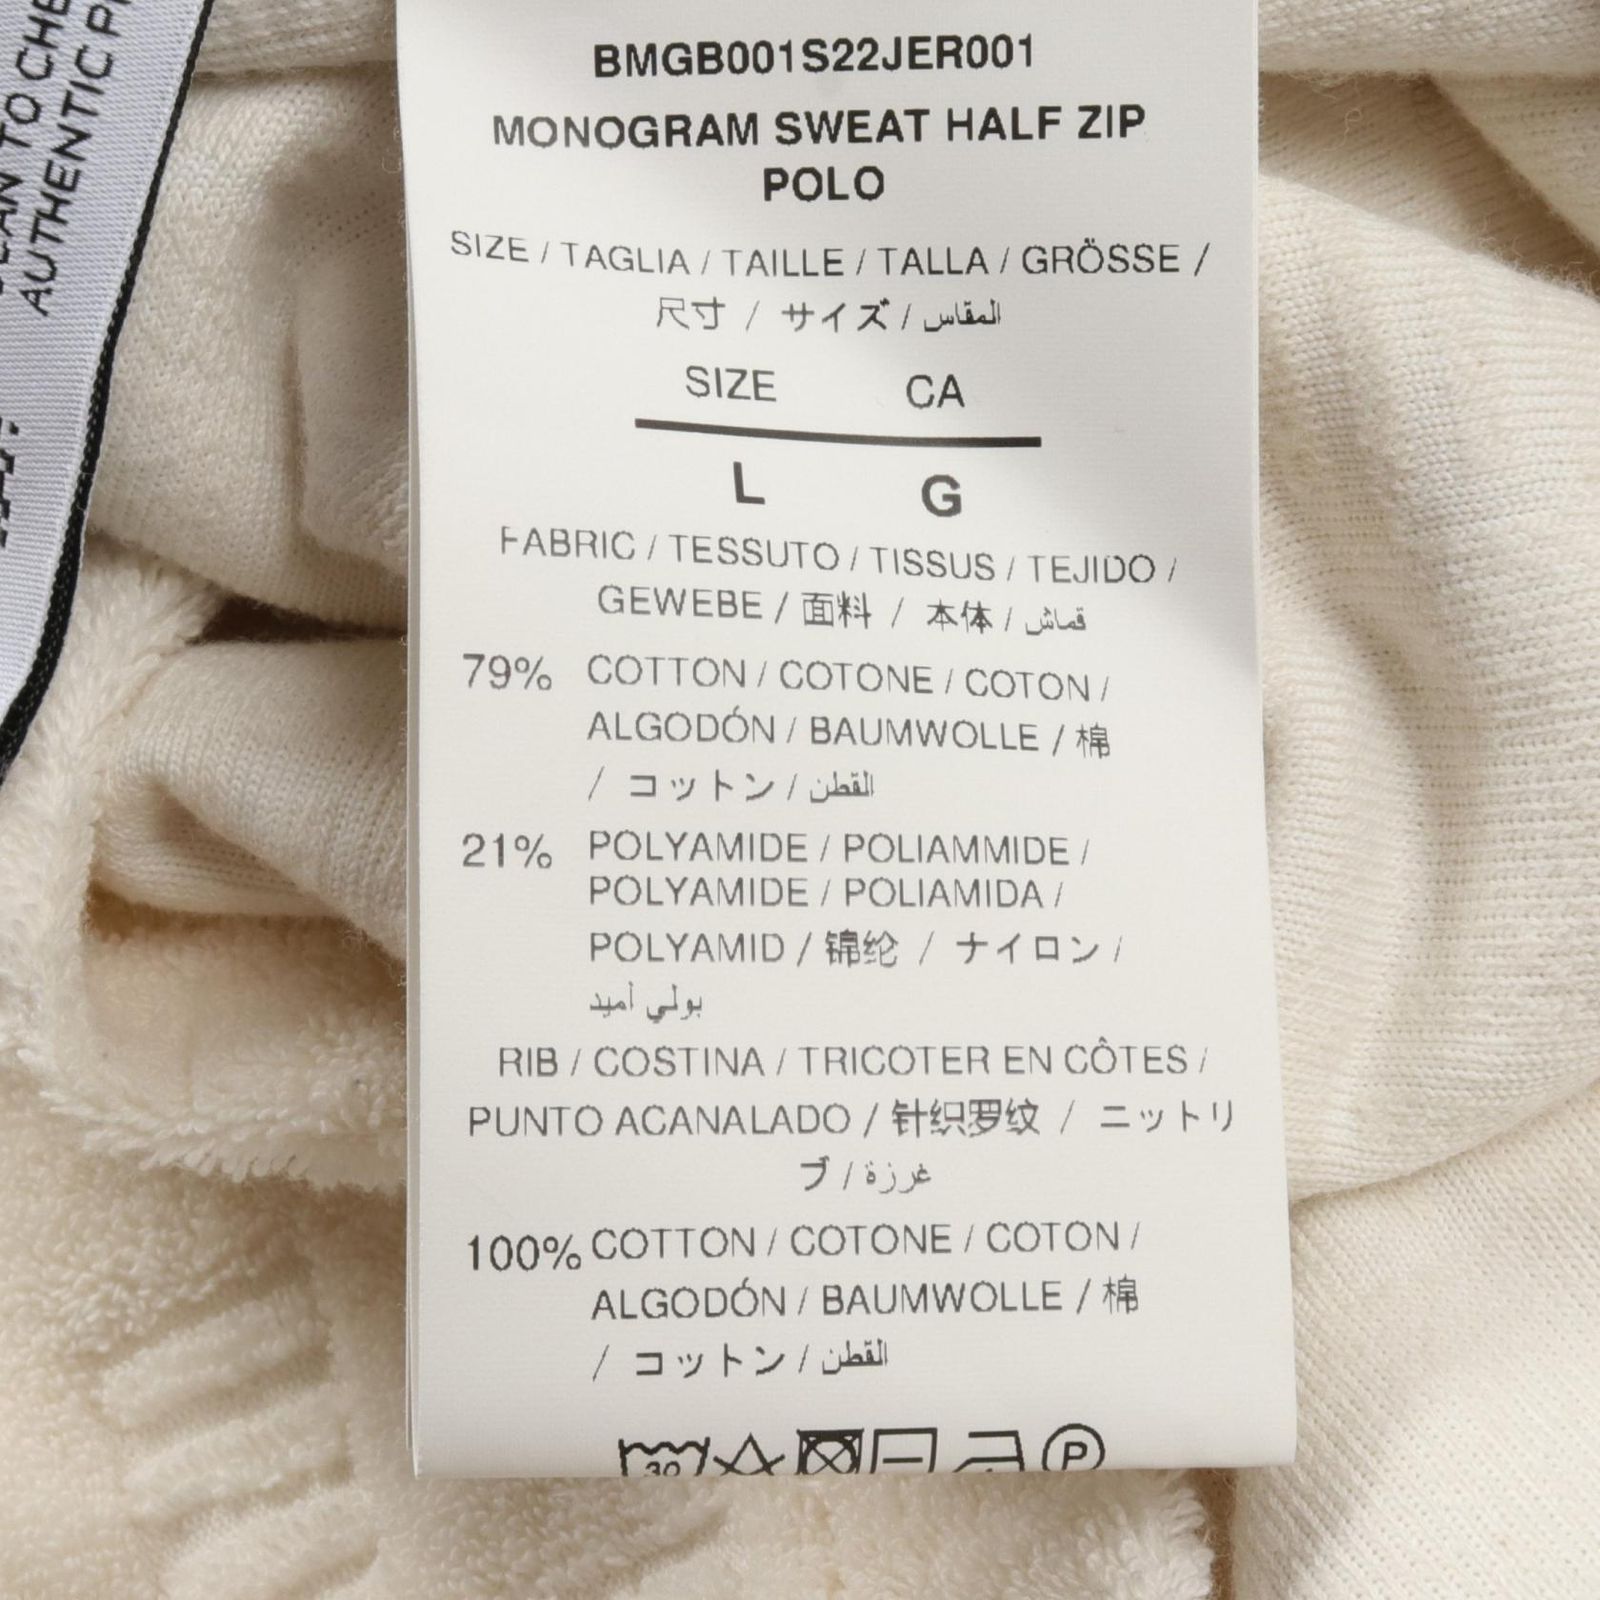 AUTHENTIC
BMGB001S22JER001
MONOGRAM SWEAT HALF ZIP
POLO
SIZE / TAGLIA / TAILLE / TALLA / GRÖSSE /
尺寸 / サイズ / المقاس
SIZE CA
L G
FABRIC / TESSUTO / TISSUS / TEJIDO /
GEWEBE / 面料 / 本体 / قماش
79% COTTON / COTONE / COTON /
ALGODÓN / BAUMWOLLE / 棉
/ コットン / القطن
21% POLYAMIDE / POLIAMMIDE /
POLYAMIDE / POLIAMIDA /
POLYAMID / 锦纶 / ナイロン /
بولي أميد
RIB / COSTINA / TRICOTER EN CÔTES /
PUNTO ACANALADO / 针织罗纹 / ニットリ
ブ / غرزة
100% COTTON / COTONE / COTON /
ALGODÓN / BAUMWOLLE / 棉
/ コットン / القطن
30 P